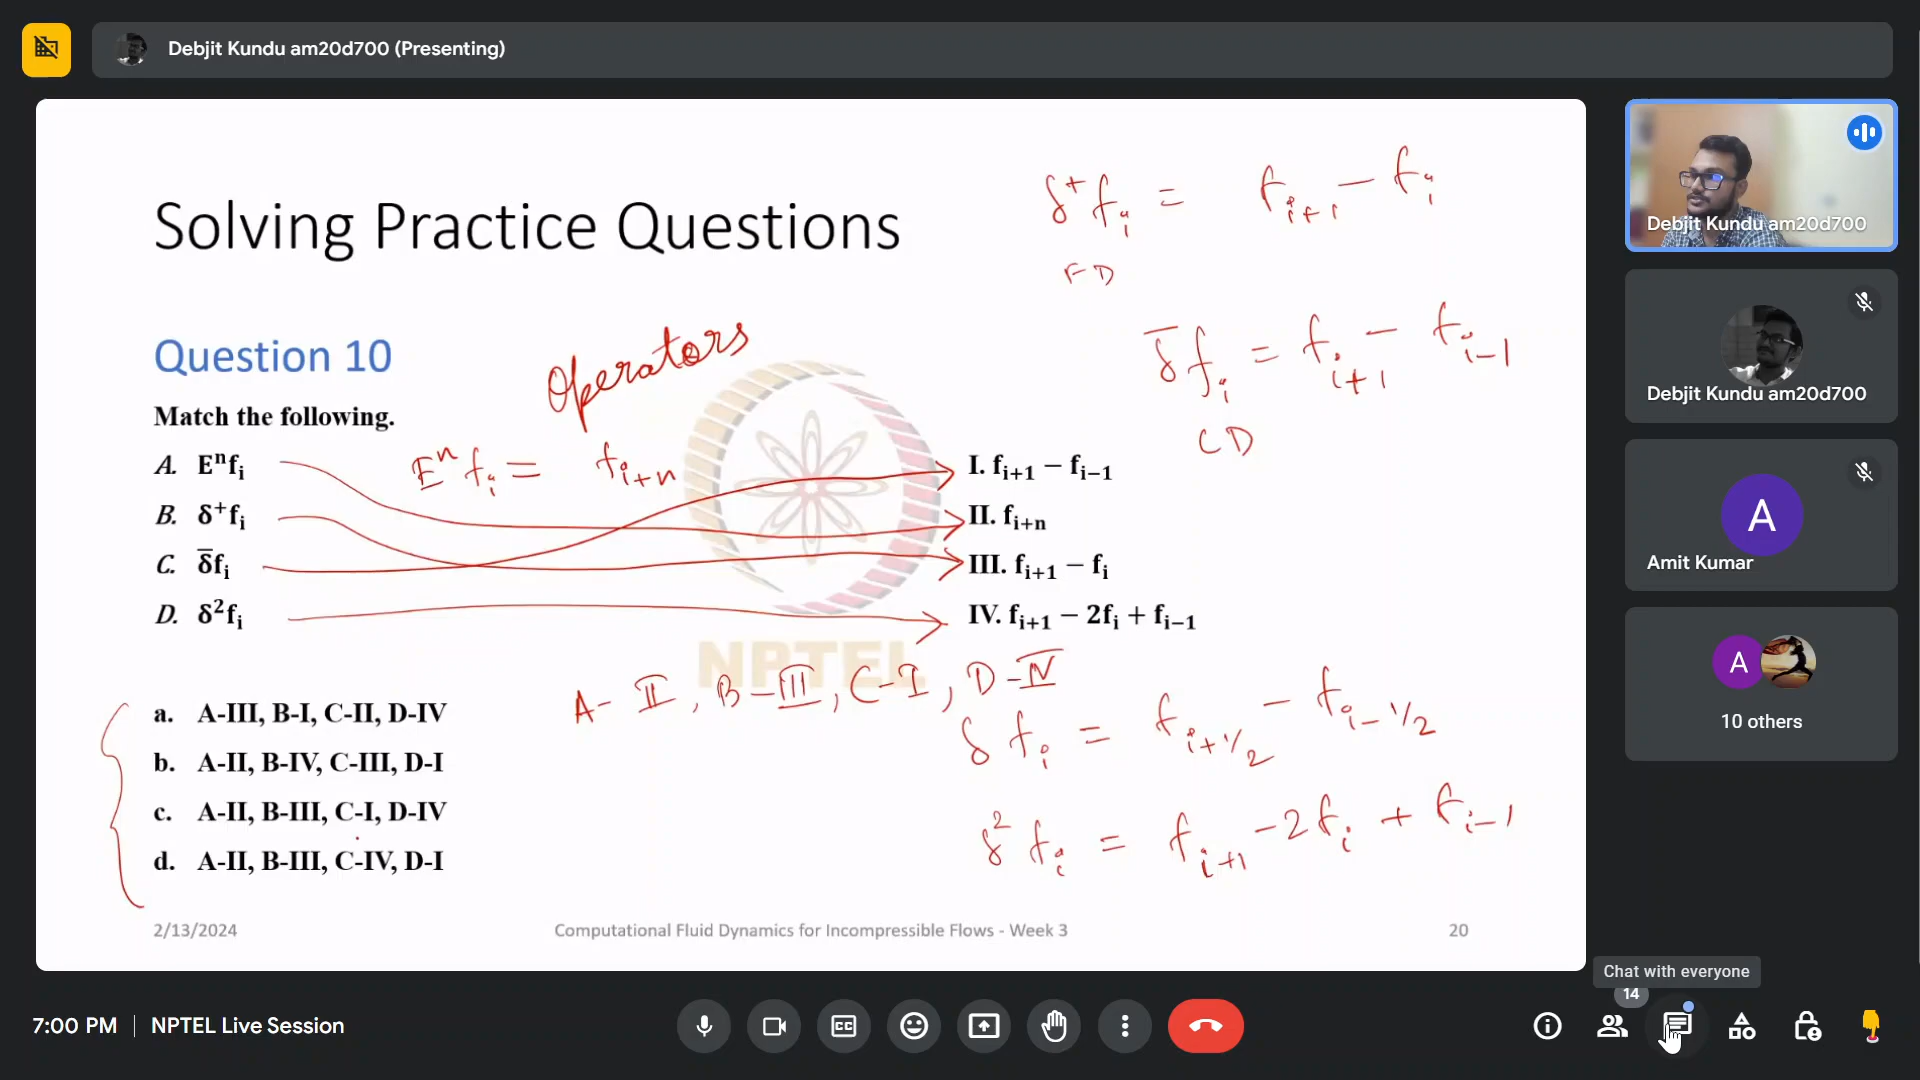 Debjit Kundu am20d700 (Presenting)
Solving Practice Questions
δ⁺fᵢ = fᵢ₊₁ − fᵢ
FD
δ̅fᵢ = fᵢ₊₁ − fᵢ₋₁
CD
Question 10
Operators
Match the following.
A. Eⁿfᵢ
Eⁿfᵢ = fᵢ₊ₙ
I. fᵢ₊₁ − fᵢ₋₁
B. δ⁺fᵢ
II. fᵢ₊ₙ
C. δ̅fᵢ
III. fᵢ₊₁ − fᵢ
D. δ²fᵢ
IV. fᵢ₊₁ − 2fᵢ + fᵢ₋₁
NPTEL
A-II, B-III, C-I, D-IV
δfᵢ = f_{i+1/2} − f_{i−1/2}
δ²fᵢ = fᵢ₊₁ − 2fᵢ + fᵢ₋₁
a. A-III, B-I, C-II, D-IV
b. A-II, B-IV, C-III, D-I
c. A-II, B-III, C-I, D-IV
d. A-II, B-III, C-IV, D-I
2/13/2024
Computational Fluid Dynamics for Incompressible Flows - Week 3
20
Debjit Kundu am20d700
Debjit Kundu am20d700
A
Amit Kumar
A
10 others
Chat with everyone
14
7:00 PM | NPTEL Live Session
CC